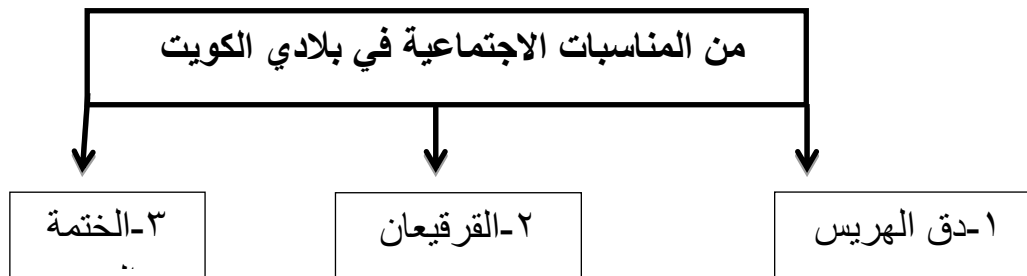 من المناسبات الاجتماعية في بلادي الكويت
١-دق الهريس
٢-القرقيعان
٣-الختمة